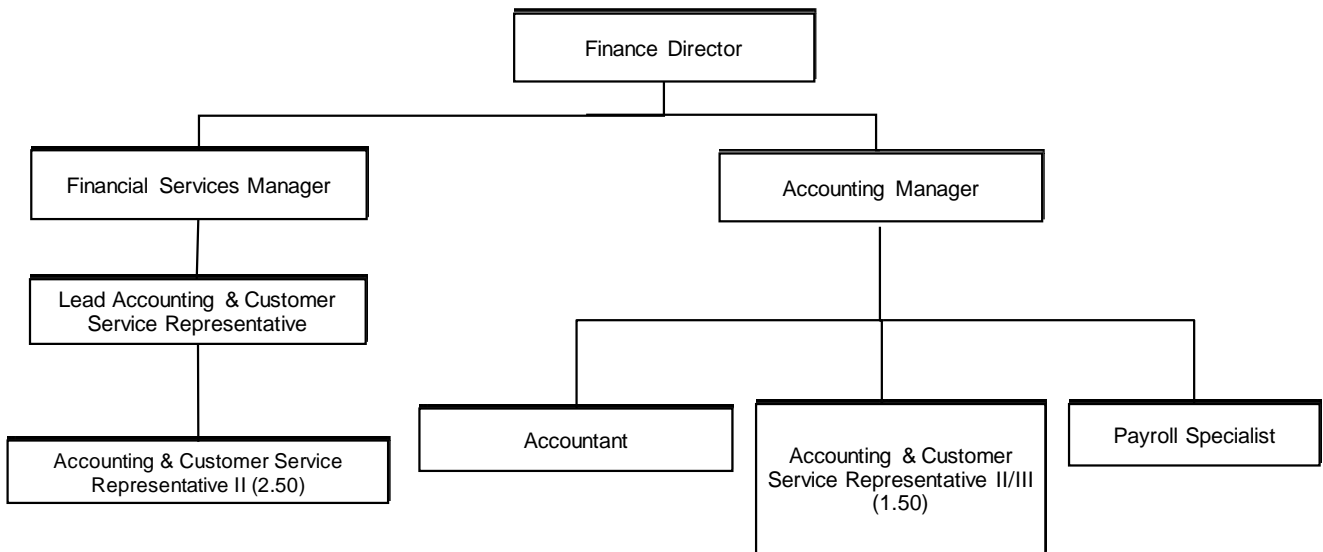 Finance Director
Financial Services Manager
Accounting Manager
Lead Accounting & Customer
Service Representative
Accountant
Accounting & Customer
Service Representative II/III
(1.50)
Payroll Specialist
Accounting & Customer Service
Representative II (2.50)